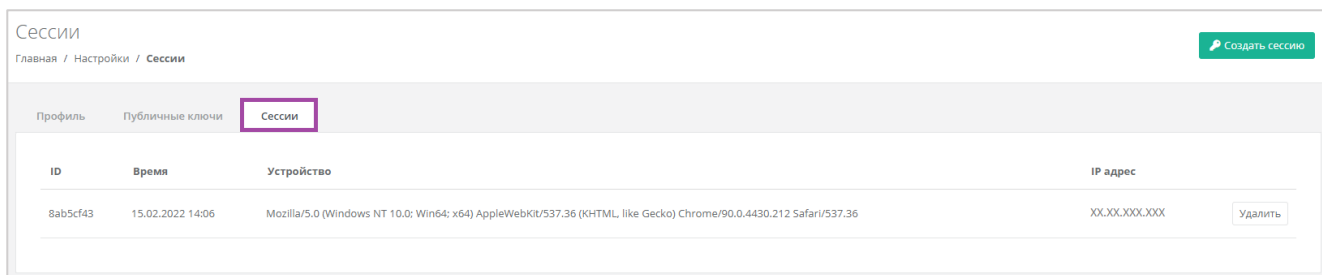 Сессии
Создать сессию
Главная / Настройки / Сессии
Профиль Публичные ключи Сессии
ID Время Устройство IP адрес
8ab5cf43 15.02.2022 14:06 Mozilla/5.0 (Windows NT 10.0; Win64; x64) AppleWebKit/537.36 (KHTML, like Gecko) Chrome/90.0.4430.212 Safari/537.36 XX.XX.XXX.XXX Удалить